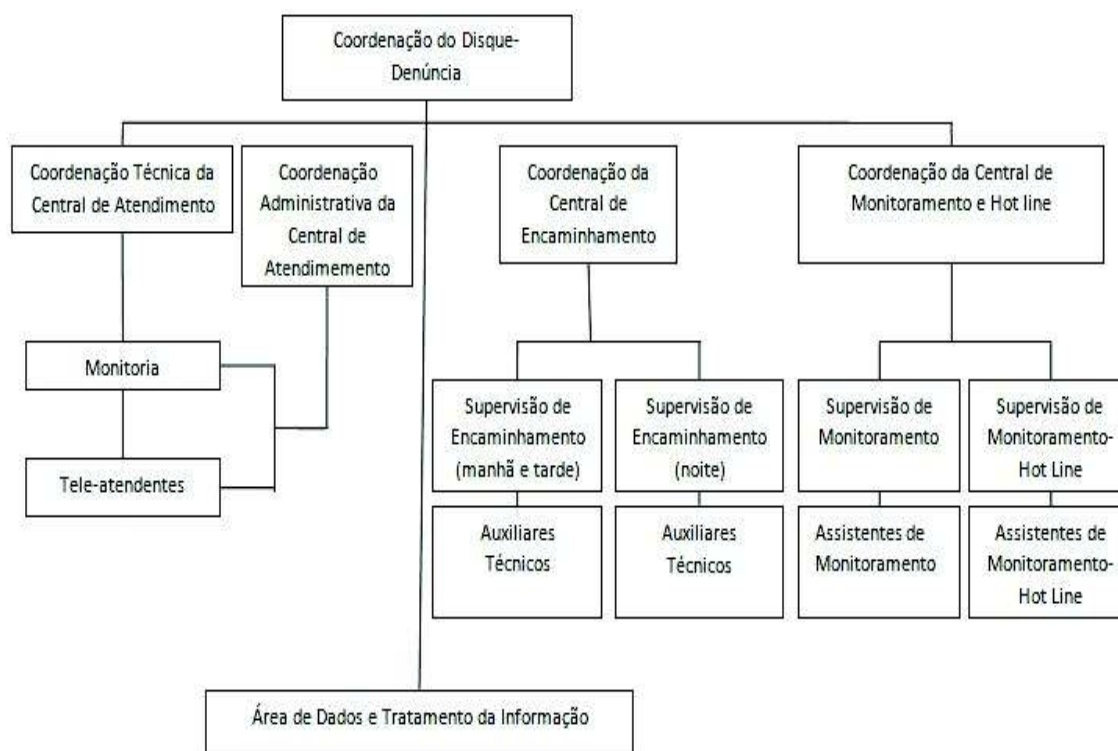 Coordenação do Disque-
Denúncia
Coordenação Técnica da
Central de Atendimento
Coordenação
Administrativa da
Central de
Atendimemento
Coordenação da
Central de
Encaminhamento
Coordenação da Central de
Monitoramento e Hot line
Monitoria
Tele-atendentes
Supervisão de
Encaminhamento
(manhã e tarde)
Supervisão de
Encaminhamento
(noite)
Supervisão de
Monitoramento
Supervisão de
Monitoramento-
Hot Line
Auxiliares
Técnicos
Auxiliares
Técnicos
Assistentes de
Monitoramento
Assistentes de
Monitoramento-
Hot Line
Área de Dados e Tratamento da Informação